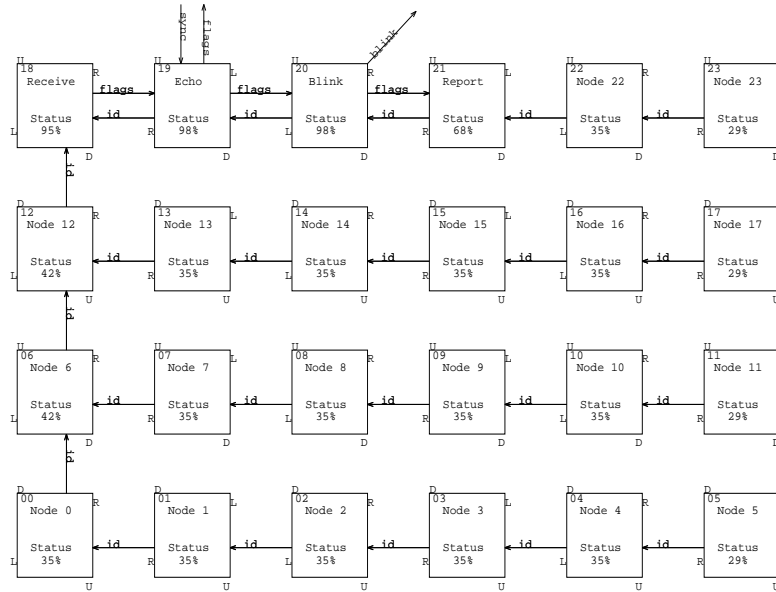 sync
flags
blink
U
18
Receive
R
flags
id
Status
95%
L
D
id
U
19
Echo
L
flags
id
Status
98%
R
D
U
20
Blink
R
flags
id
Status
98%
L
D
U
21
Report
L
id
Status
68%
R
D
U
22
Node 22
R
id
Status
35%
L
D
U
23
Node 23
Status
29%
R
D
D
12
Node 12
R
id
Status
42%
L
U
id
D
13
Node 13
L
id
Status
35%
R
U
D
14
Node 14
R
id
Status
35%
L
U
D
15
Node 15
L
id
Status
35%
R
U
D
16
Node 16
R
id
Status
35%
L
U
D
17
Node 17
Status
29%
R
U
U
06
Node 6
R
id
Status
42%
L
D
id
U
07
Node 7
L
id
Status
35%
R
D
U
08
Node 8
R
id
Status
35%
L
D
U
09
Node 9
L
id
Status
35%
R
D
U
10
Node 10
R
id
Status
35%
L
D
U
11
Node 11
Status
29%
R
D
D
00
Node 0
R
id
Status
35%
L
U
D
01
Node 1
L
id
Status
35%
R
U
D
02
Node 2
R
id
Status
35%
L
U
D
03
Node 3
L
id
Status
35%
R
U
D
04
Node 4
R
id
Status
35%
L
U
D
05
Node 5
Status
29%
R
U